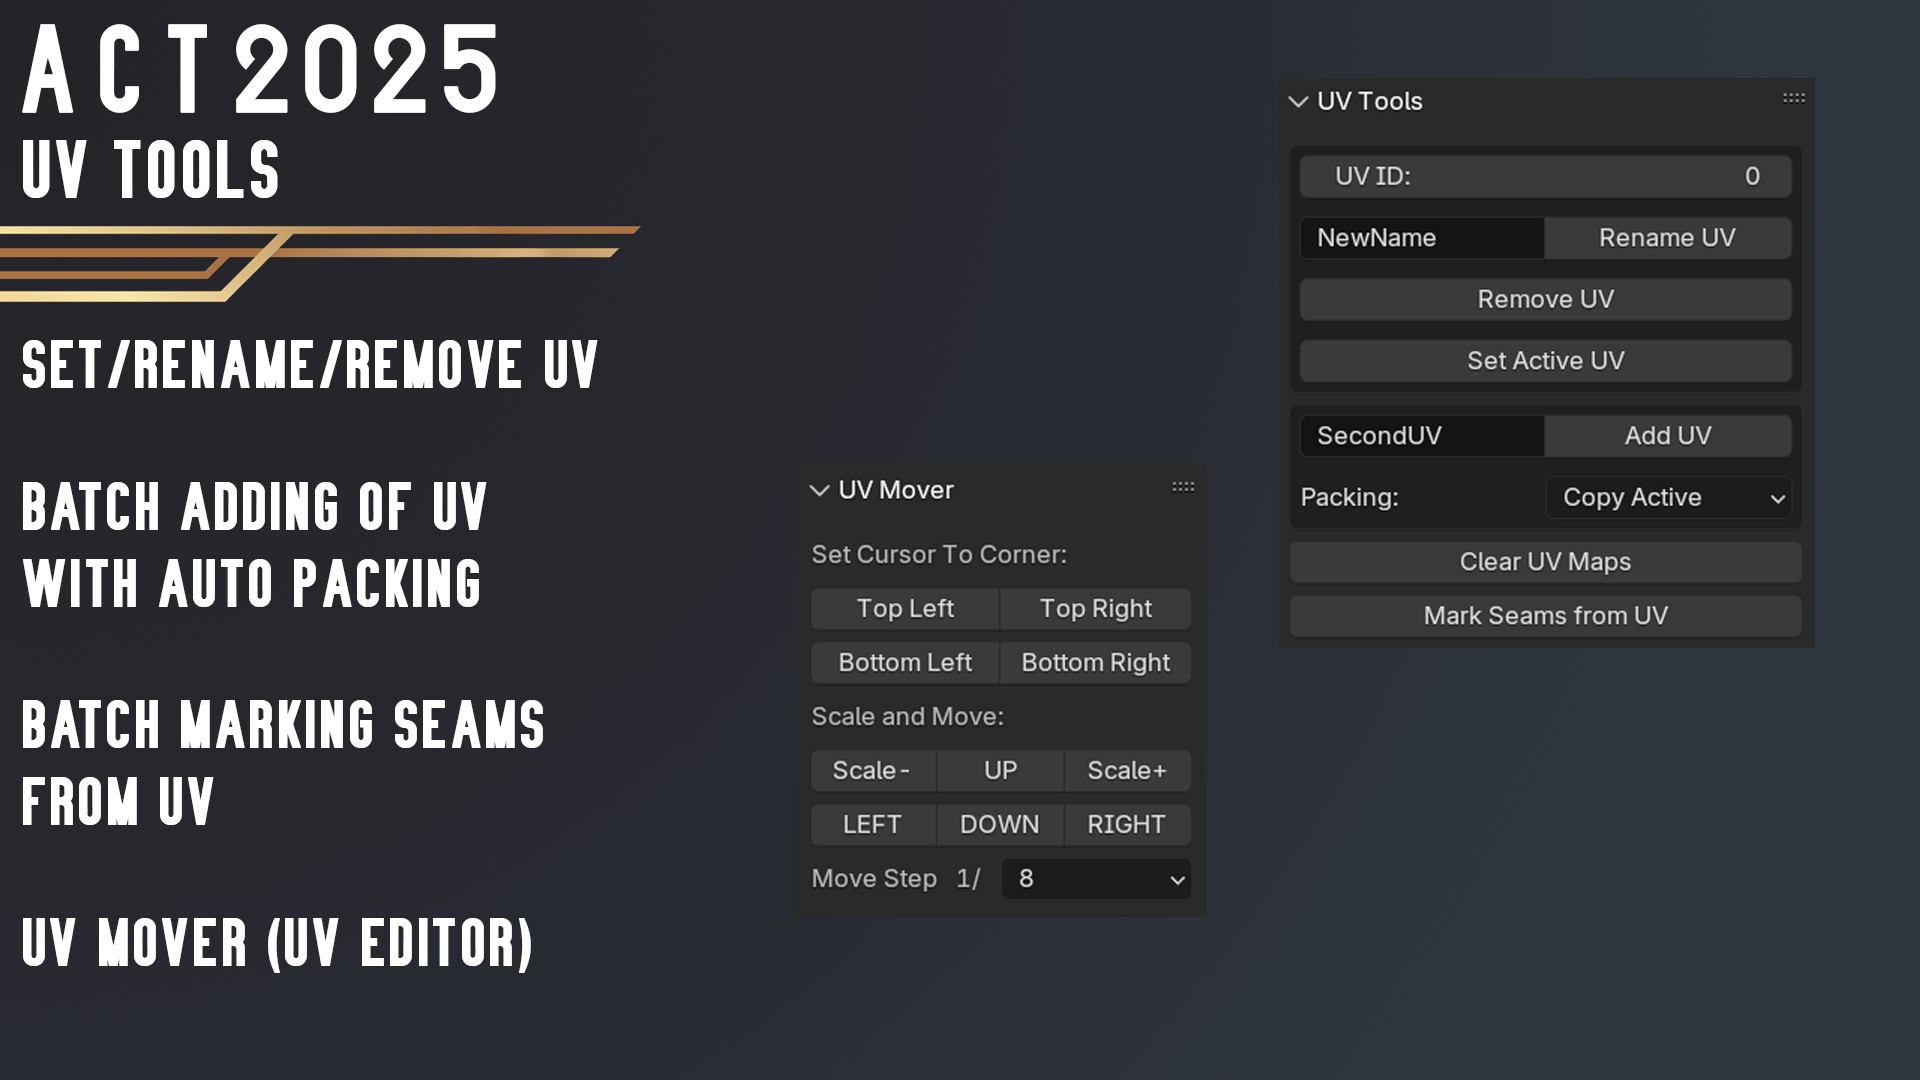 ACT2025
UV TOOLS
SET/RENAME/REMOVE UV
BATCH ADDING OF UV
WITH AUTO PACKING
BATCH MARKING SEAMS
FROM UV
UV MOVER (UV EDITOR)
UV Mover
Set Cursor To Corner:
Top Left Top Right
Bottom Left Bottom Right
Scale and Move:
Scale- UP Scale+
LEFT DOWN RIGHT
Move Step 1/ 8
UV Tools
UV ID: 0
NewName Rename UV
Remove UV
Set Active UV
SecondUV Add UV
Packing: Copy Active
Clear UV Maps
Mark Seams from UV